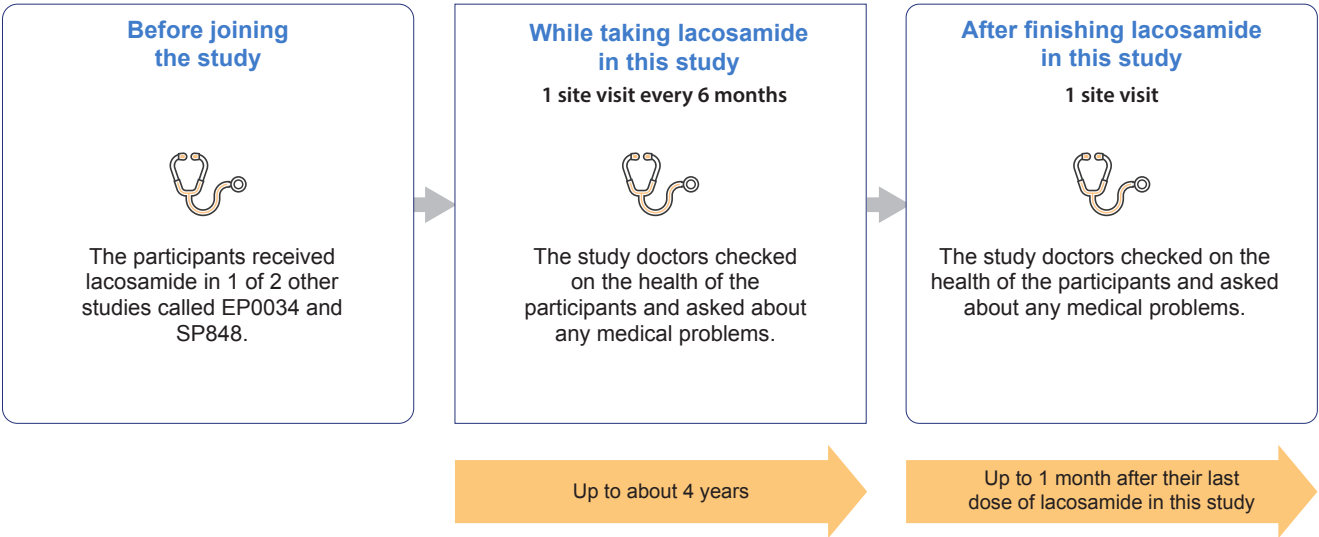 Before joining
the study
The participants received
lacosamide in 1 of 2 other
studies called EP0034 and
SP848.
While taking lacosamide
in this study
1 site visit every 6 months
The study doctors checked
on the health of the
participants and asked about
any medical problems.
After finishing lacosamide
in this study
1 site visit
The study doctors checked on the
health of the participants and asked
about any medical problems.
Up to about 4 years
Up to 1 month after their last
dose of lacosamide in this study